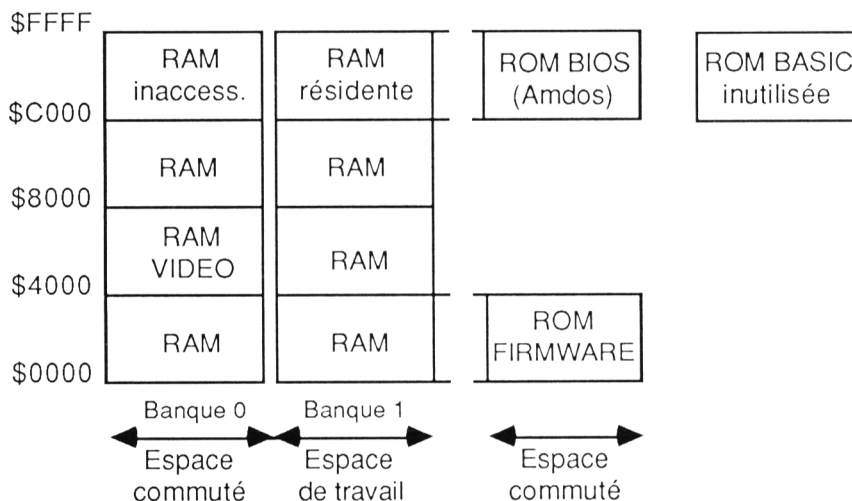 $FFFF
RAM
inaccess.
RAM
résidente
ROM BIOS
(Amdos)
ROM BASIC
inutilisée
$C000
RAM
RAM
$8000
RAM
VIDEO
RAM
$4000
RAM
RAM
ROM
FIRMWARE
$0000
Banque 0
Banque 1
Espace
commuté
Espace
de travail
Espace
commuté